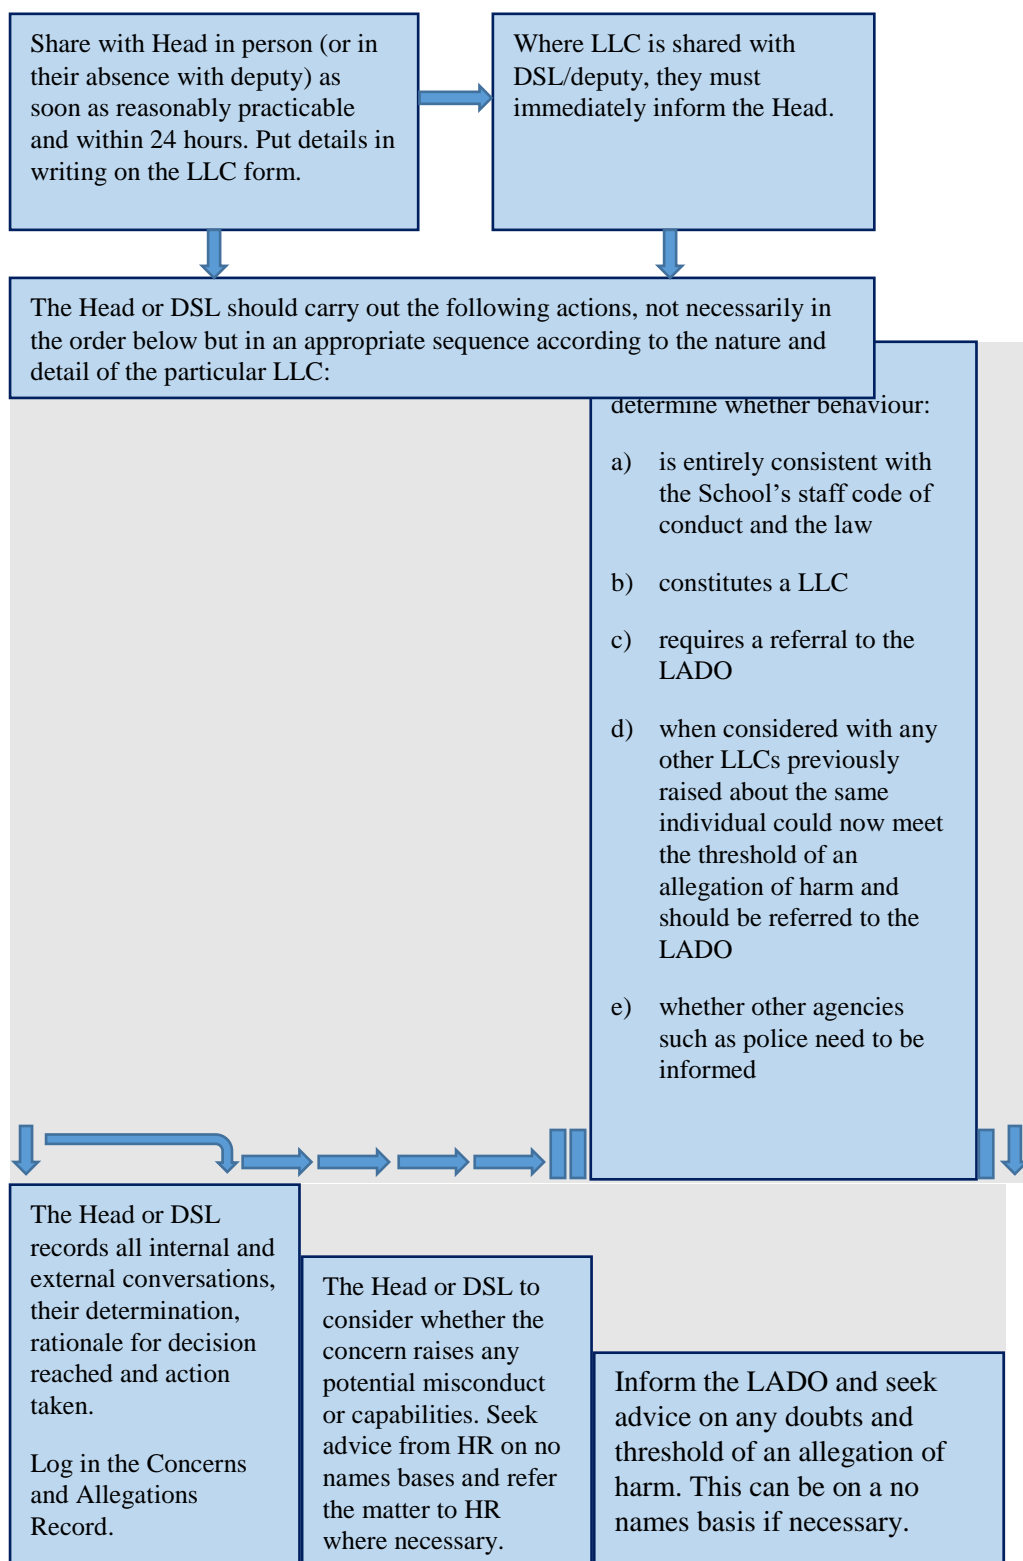 Share with Head in person (or in
their absence with deputy) as
soon as reasonably practicable
and within 24 hours. Put details in
writing on the LLC form.
Where LLC is shared with
DSL/deputy, they must
immediately inform the Head.
The Head or DSL should carry out the following actions, not necessarily in
the order below but in an appropriate sequence according to the nature and
detail of the particular LLC:
determine whether behaviour:
a) is entirely consistent with
the School’s staff code of
conduct and the law
b) constitutes a LLC
c) requires a referral to the
LADO
d) when considered with any
other LLCs previously
raised about the same
individual could now meet
the threshold of an
allegation of harm and
should be referred to the
LADO
e) whether other agencies
such as police need to be
informed
The Head or DSL
records all internal and
external conversations,
their determination,
rationale for decision
reached and action
taken.
Log in the Concerns
and Allegations
Record.
The Head or DSL to
consider whether the
concern raises any
potential misconduct
or capabilities. Seek
advice from HR on no
names bases and refer
the matter to HR
where necessary.
Inform the LADO and seek
advice on any doubts and
threshold of an allegation of
harm. This can be on a no
names basis if necessary.